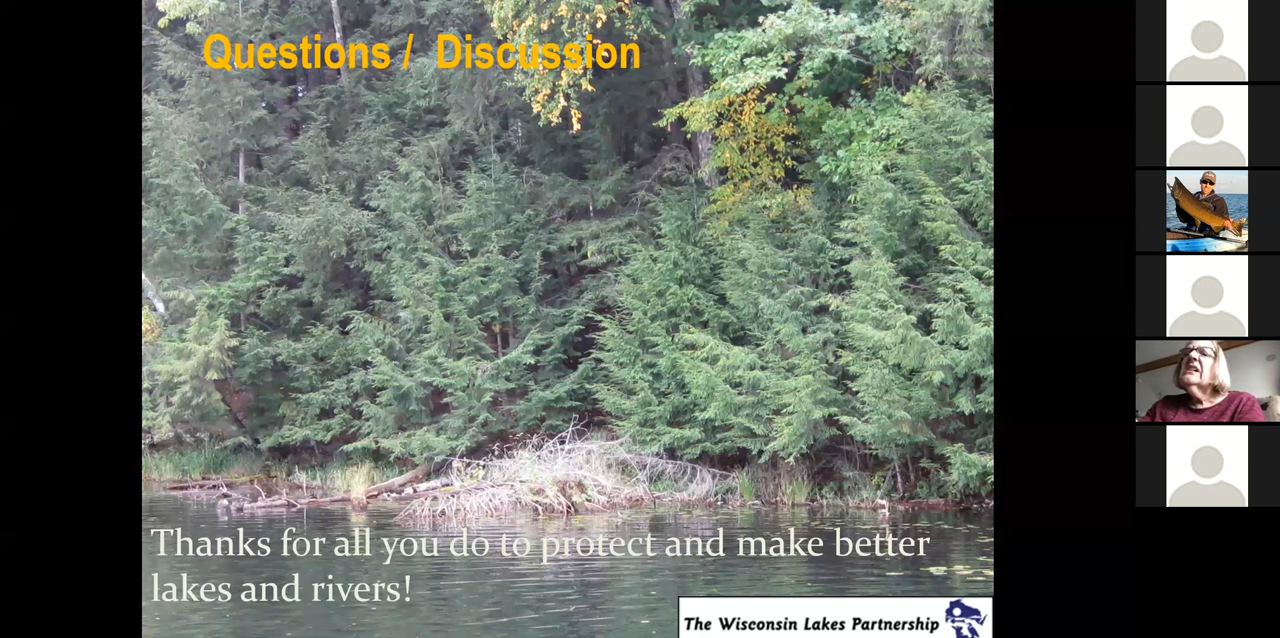 Questions / Discussion
Thanks for all you do to protect and make better
lakes and rivers!
The Wisconsin Lakes Partnership